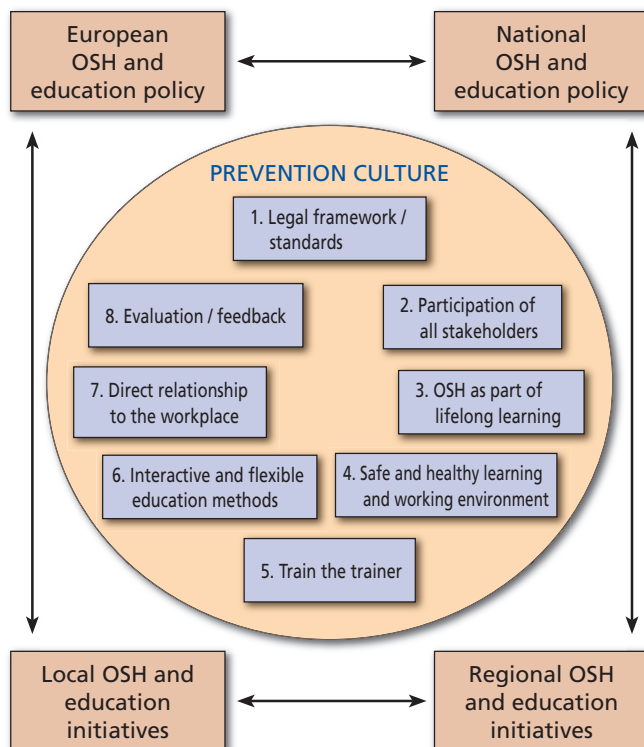 European
OSH and
education policy
National
OSH and
education policy
PREVENTION CULTURE
1. Legal framework /
standards
2. Participation of
all stakeholders
3. OSH as part of
lifelong learning
4. Safe and healthy learning
and working environment
5. Train the trainer
6. Interactive and flexible
education methods
7. Direct relationship
to the workplace
8. Evaluation / feedback
Local OSH and
education
initiatives
Regional OSH
and education
initiatives